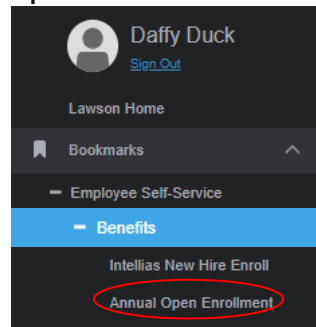 Daffy Duck
Sign Out
Lawson Home
Bookmarks
Employee Self-Service
Benefits
Intellias New Hire Enroll
Annual Open Enrollment